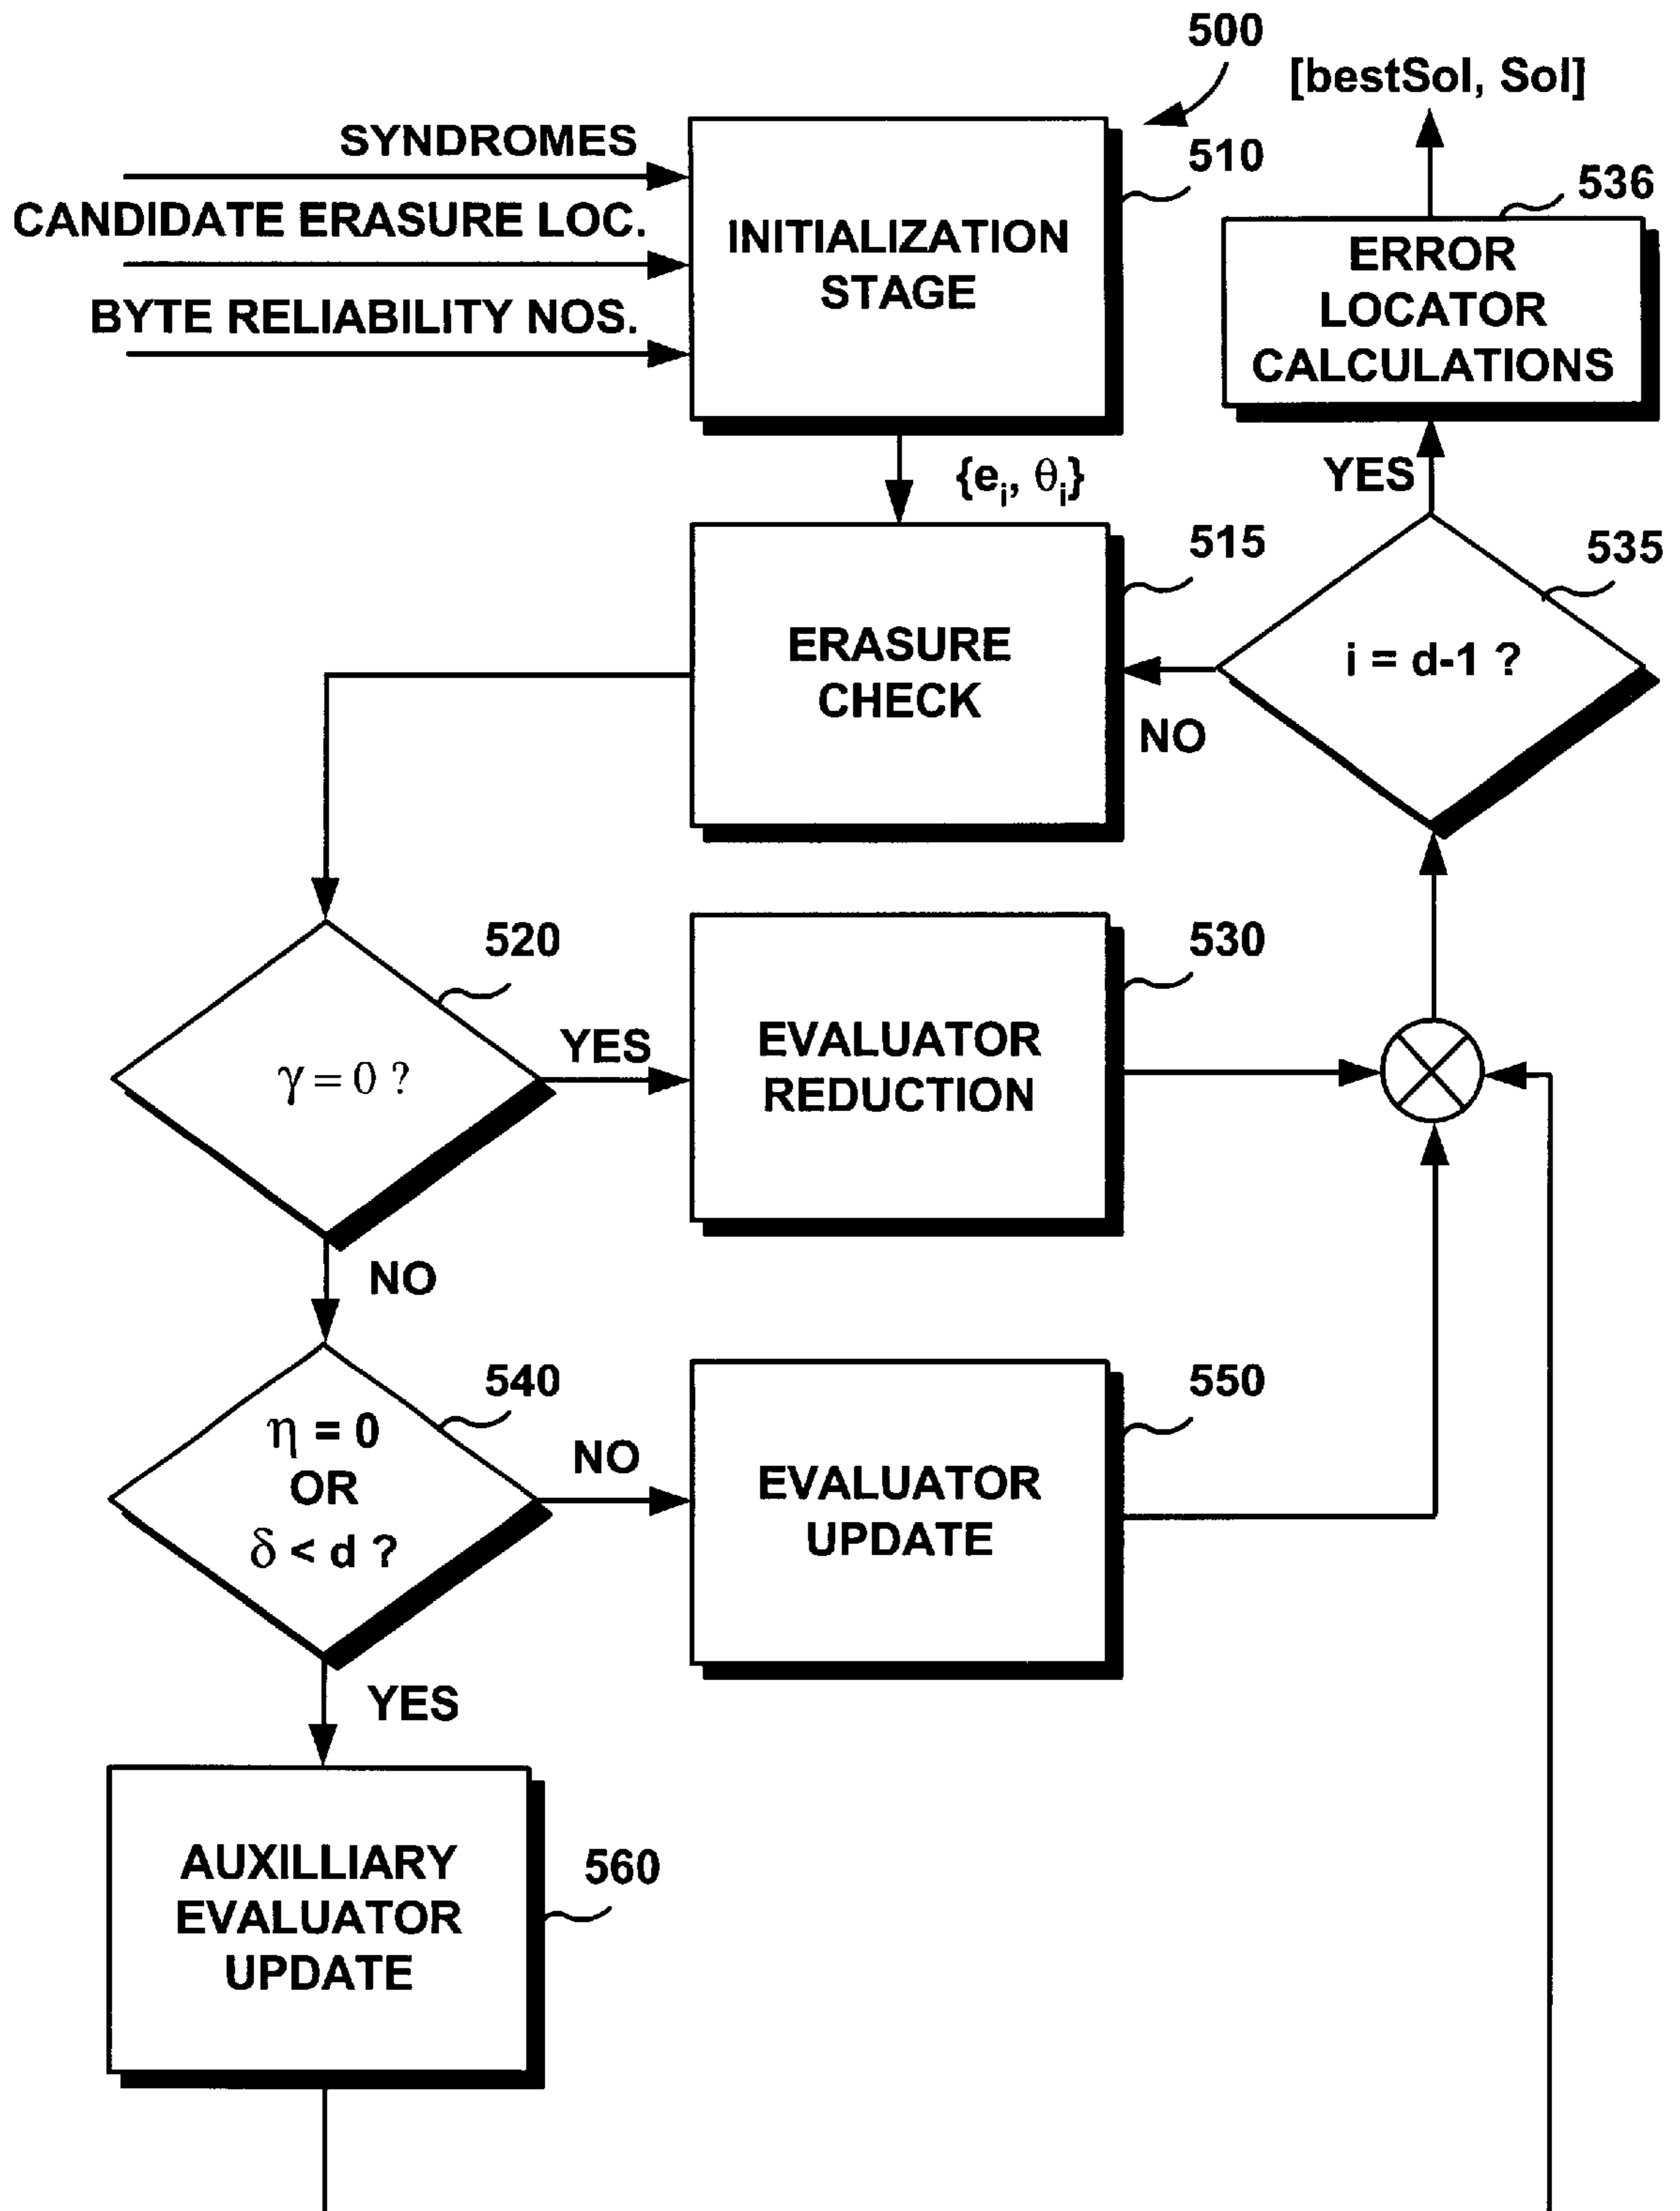 500
[bestSol, Sol]
SYNDROMES
510
CANDIDATE ERASURE LOC.
536
INITIALIZATION
STAGE
ERROR
LOCATOR
CALCULATIONS
BYTE RELIABILITY NOS.
{eᵢ, θᵢ}
YES
515
535
ERASURE
CHECK
i = d-1 ?
NO
520
530
γ = 0 ?
YES
EVALUATOR
REDUCTION
NO
540
550
η = 0
OR
δ < d ?
NO
EVALUATOR
UPDATE
YES
AUXILLIARY
EVALUATOR
UPDATE
560